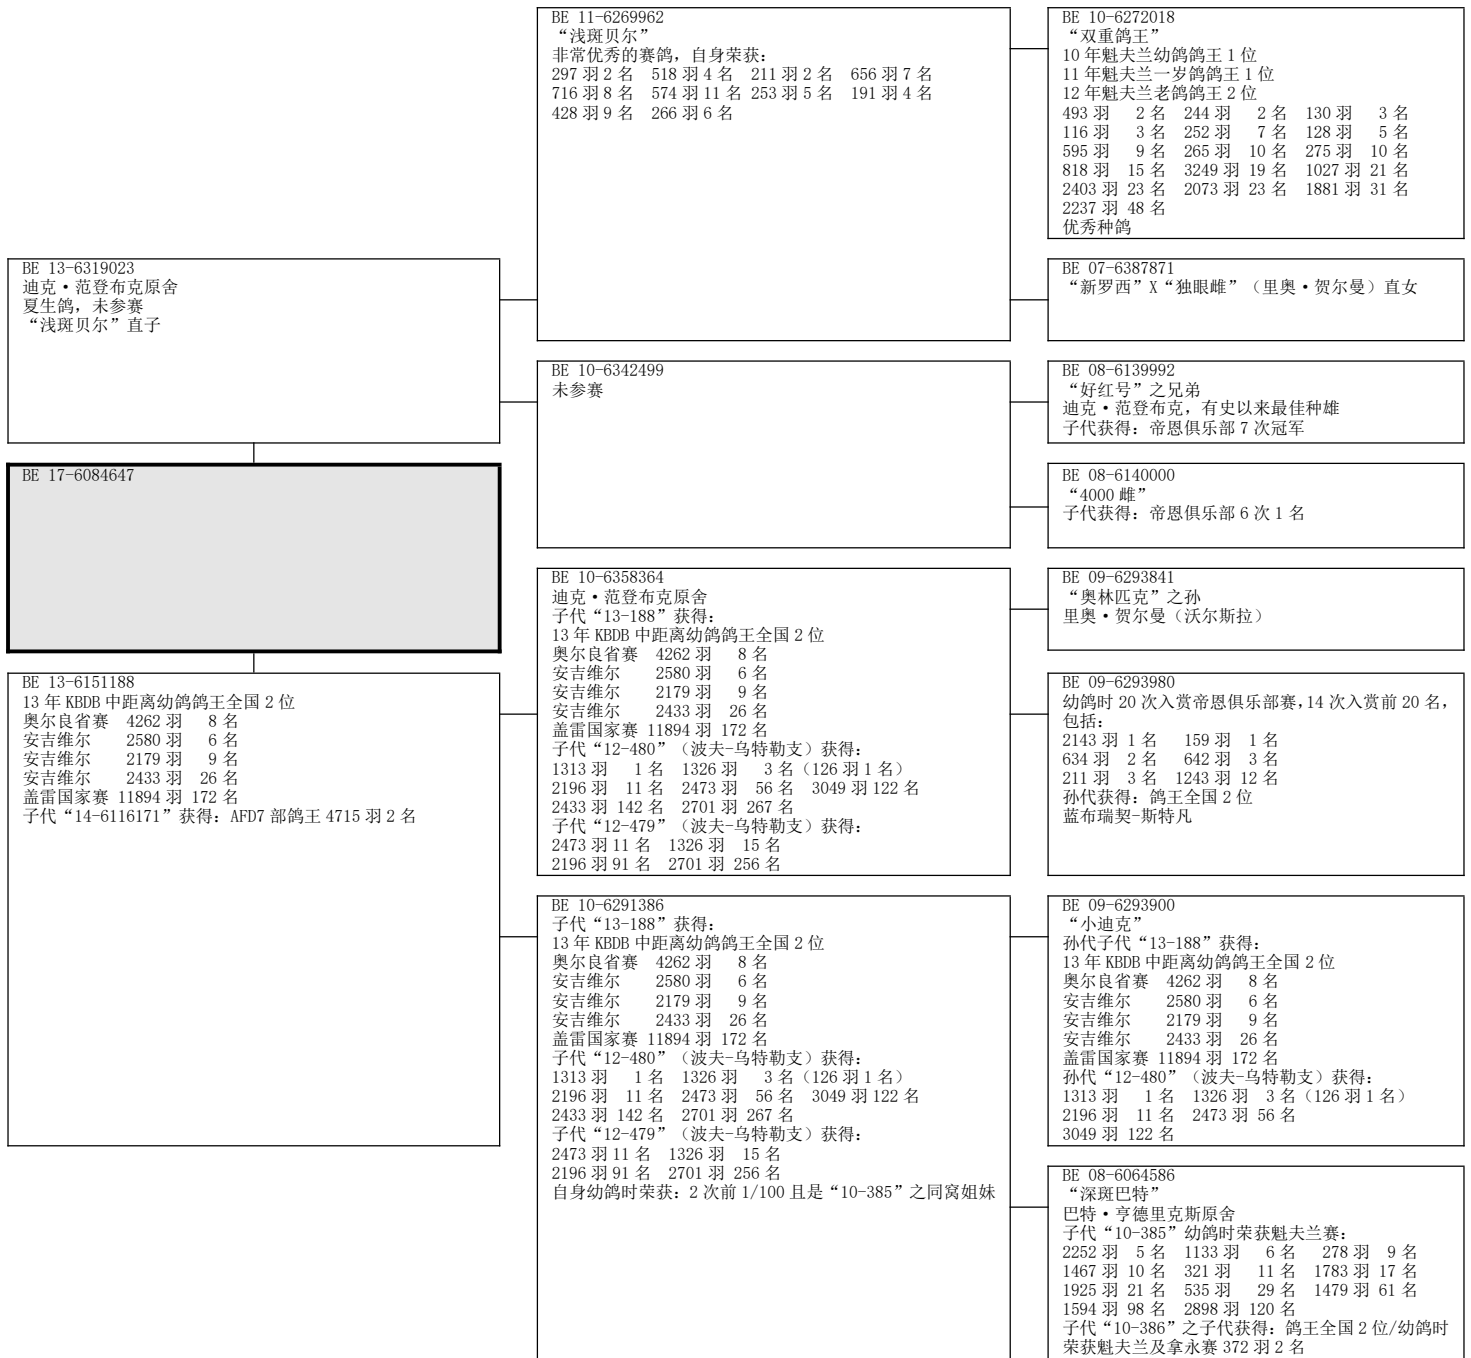 BE 11-6269962
“浅斑贝尔”
非常优秀的赛鸽，自身荣获：
297 羽 2 名 518 羽 4 名 211 羽 2 名 656 羽 7 名
716 羽 8 名 574 羽 11 名 253 羽 5 名 191 羽 4 名
428 羽 9 名 266 羽 6 名
BE 10-6272018
“双重鸽王”
10 年魁夫兰幼鸽鸽王 1 位
11 年魁夫兰一岁鸽鸽王 1 位
12 年魁夫兰老鸽鸽王 2 位
493 羽 2 名 244 羽 2 名 130 羽 3 名
116 羽 3 名 252 羽 7 名 128 羽 5 名
595 羽 9 名 265 羽 10 名 275 羽 10 名
818 羽 15 名 3249 羽 19 名 1027 羽 21 名
2403 羽 23 名 2073 羽 23 名 1881 羽 31 名
2237 羽 48 名
优秀种鸽
BE 13-6319023
迪克·范登布克原舍
夏生鸽，未参赛
“浅斑贝尔”直子
BE 07-6387871
“新罗西”X“独眼雌”（里奥·贺尔曼）直女
BE 10-6342499
未参赛
BE 08-6139992
“好红号”之兄弟
迪克·范登布克，有史以来最佳种雄
子代获得：帝恩俱乐部 7 次冠军
BE 17-6084647
BE 08-6140000
“4000 雌”
子代获得：帝恩俱乐部 6 次 1 名
BE 10-6358364
迪克·范登布克原舍
子代“13-188”获得：
13 年 KBDB 中距离幼鸽鸽王全国 2 位
奥尔良省赛 4262 羽 8 名
安吉维尔 2580 羽 6 名
安吉维尔 2179 羽 9 名
安吉维尔 2433 羽 26 名
盖雷国家赛 11894 羽 172 名
子代“12-480”（波夫-乌特勒支）获得：
1313 羽 1 名 1326 羽 3 名（126 羽 1 名）
2196 羽 11 名 2473 羽 56 名 3049 羽 122 名
2433 羽 142 名 2701 羽 267 名
子代“12-479”（波夫-乌特勒支）获得：
2473 羽 11 名 1326 羽 15 名
2196 羽 91 名 2701 羽 256 名
BE 09-6293841
“奥林匹克”之孙
里奥·贺尔曼（沃尔斯拉）
BE 13-6151188
13 年 KBDB 中距离幼鸽鸽王全国 2 位
奥尔良省赛 4262 羽 8 名
安吉维尔 2580 羽 6 名
安吉维尔 2179 羽 9 名
安吉维尔 2433 羽 26 名
盖雷国家赛 11894 羽 172 名
子代“14-6116171”获得：AFD7 部鸽王 4715 羽 2 名
BE 09-6293980
幼鸽时 20 次入赏帝恩俱乐部赛，14 次入赏前 20 名，
包括：
2143 羽 1 名 159 羽 1 名
634 羽 2 名 642 羽 3 名
211 羽 3 名 1243 羽 12 名
孙代获得：鸽王全国 2 位
蓝布瑞契-斯特凡
BE 10-6291386
子代“13-188”获得：
13 年 KBDB 中距离幼鸽鸽王全国 2 位
奥尔良省赛 4262 羽 8 名
安吉维尔 2580 羽 6 名
安吉维尔 2179 羽 9 名
安吉维尔 2433 羽 26 名
盖雷国家赛 11894 羽 172 名
子代“12-480”（波夫-乌特勒支）获得：
1313 羽 1 名 1326 羽 3 名（126 羽 1 名）
2196 羽 11 名 2473 羽 56 名 3049 羽 122 名
2433 羽 142 名 2701 羽 267 名
子代“12-479”（波夫-乌特勒支）获得：
2473 羽 11 名 1326 羽 15 名
2196 羽 91 名 2701 羽 256 名
自身幼鸽时荣获：2 次前 1/100 且是“10-385”之同窝姐妹
BE 09-6293900
“小迪克”
孙代子代“13-188”获得：
13 年 KBDB 中距离幼鸽鸽王全国 2 位
奥尔良省赛 4262 羽 8 名
安吉维尔 2580 羽 6 名
安吉维尔 2179 羽 9 名
安吉维尔 2433 羽 26 名
盖雷国家赛 11894 羽 172 名
孙代“12-480”（波夫-乌特勒支）获得：
1313 羽 1 名 1326 羽 3 名（126 羽 1 名）
2196 羽 11 名 2473 羽 56 名
3049 羽 122 名
BE 08-6064586
“深斑巴特”
巴特·亨德里克斯原舍
子代“10-385”幼鸽时荣获魁夫兰赛：
2252 羽 5 名 1133 羽 6 名 278 羽 9 名
1467 羽 10 名 321 羽 11 名 1783 羽 17 名
1925 羽 21 名 535 羽 29 名 1479 羽 61 名
1594 羽 98 名 2898 羽 120 名
子代“10-386”之子代获得：鸽王全国 2 位/幼鸽时
荣获魁夫兰及拿永赛 372 羽 2 名